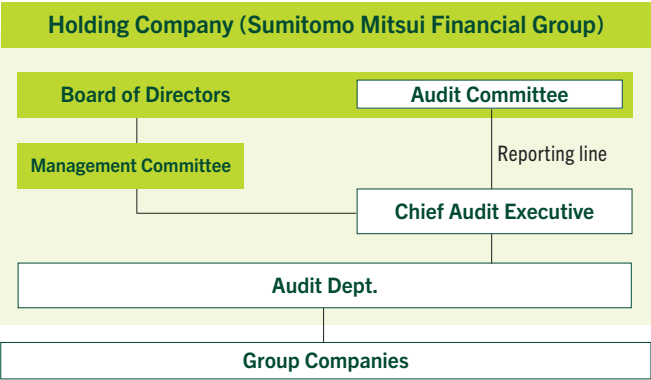 Holding Company (Sumitomo Mitsui Financial Group)
Board of Directors
Audit Committee
Reporting line
Management Committee
Chief Audit Executive
Audit Dept.
Group Companies